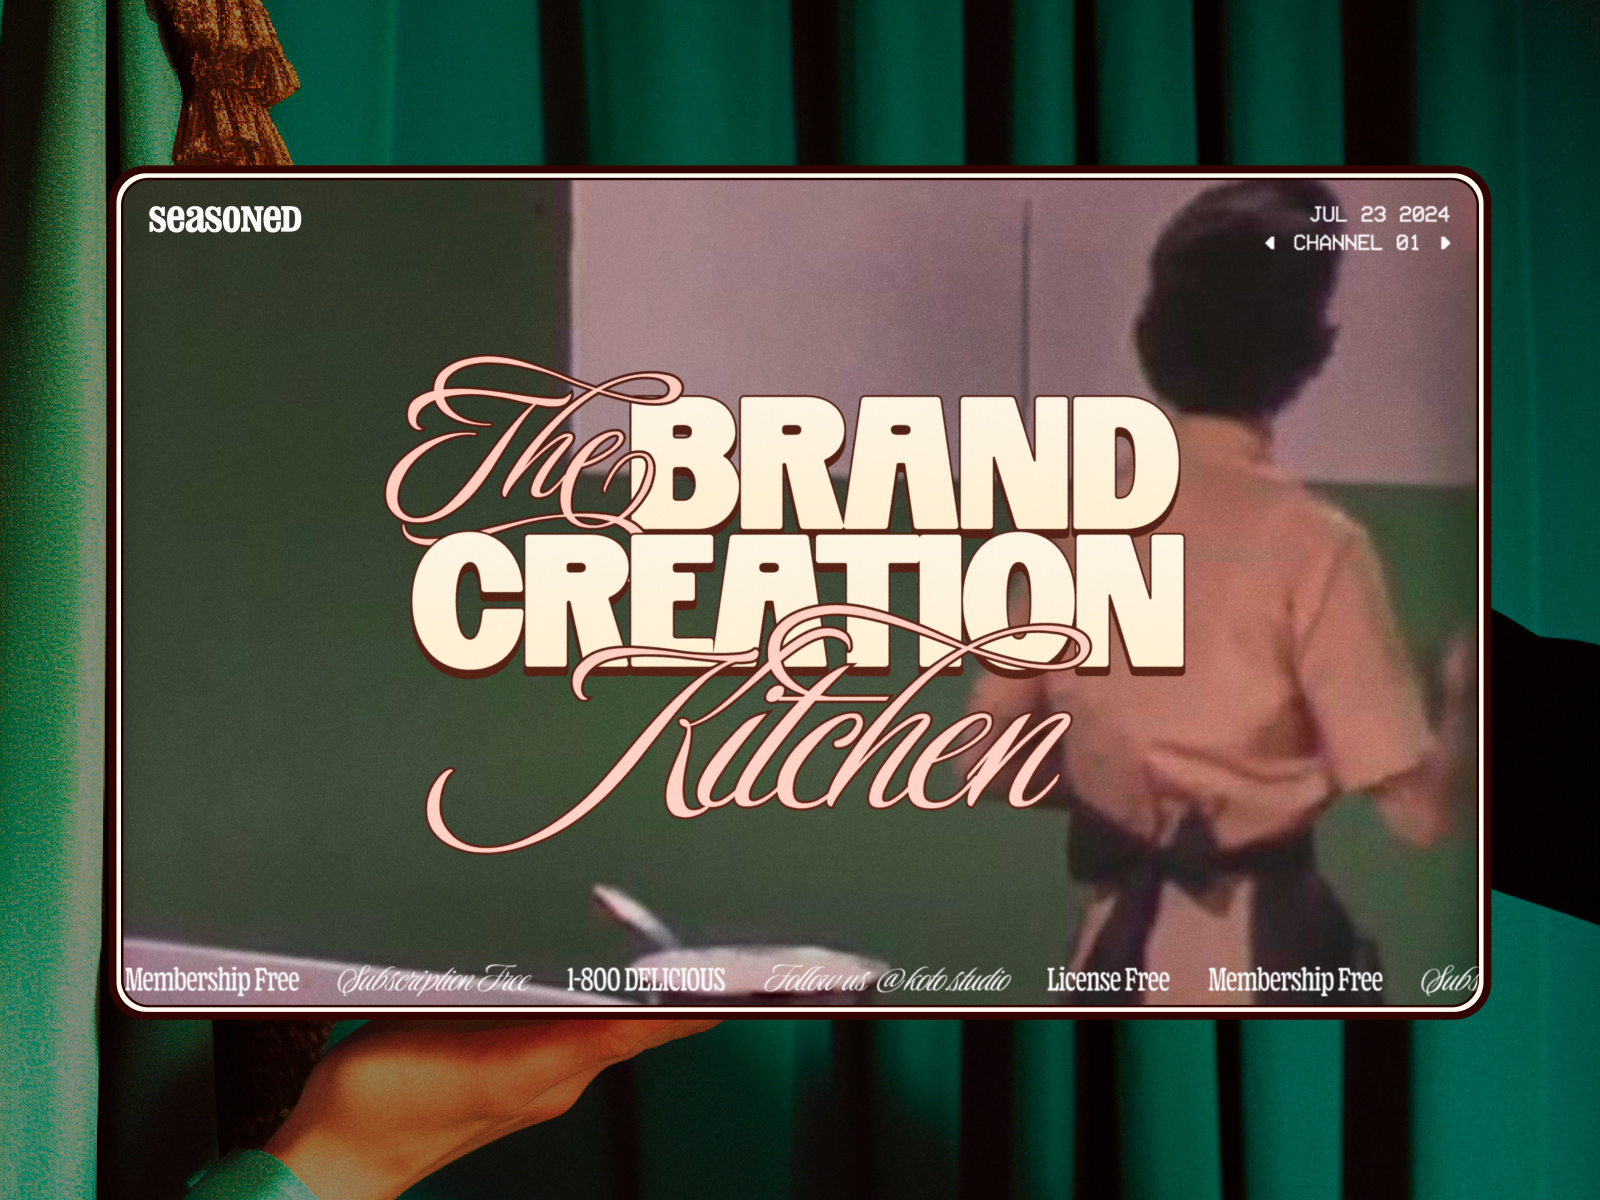 seasoned
JUL 23 2024
CHANNEL 01
The BRAND
CREATION
Kitchen
Membership Free Subscription Free 1-800 DELICIOUS Follow us @koto.studio License Free Membership Free Subs